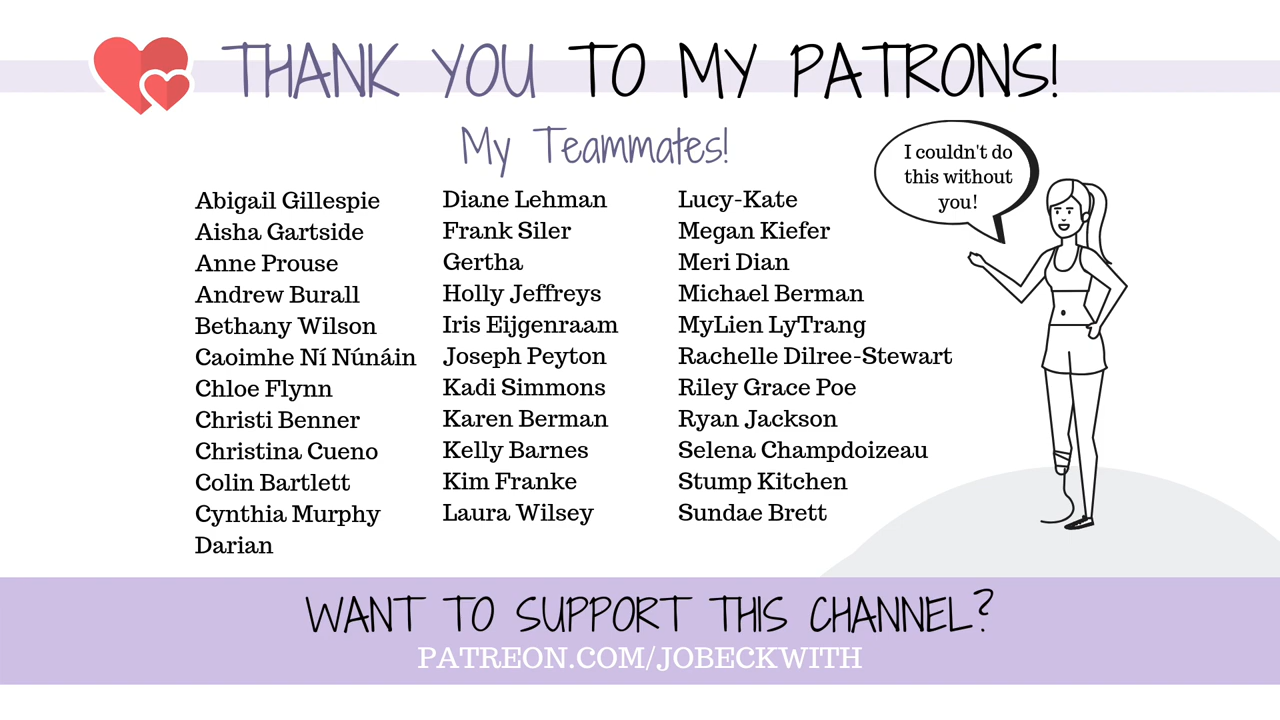 THANK YOU TO MY PATRONS!
My Teammates!
Abigail Gillespie
Aisha Gartside
Anne Prouse
Andrew Burall
Bethany Wilson
Caoimhe Ní Núnáin
Chloe Flynn
Christi Benner
Christina Cueno
Colin Bartlett
Cynthia Murphy
Darian
Diane Lehman
Frank Siler
Gertha
Holly Jeffreys
Iris Eijgenraam
Joseph Peyton
Kadi Simmons
Karen Berman
Kelly Barnes
Kim Franke
Laura Wilsey
Lucy-Kate
Megan Kiefer
Meri Dian
Michael Berman
MyLien LyTrang
Rachelle Dilree-Stewart
Riley Grace Poe
Ryan Jackson
Selena Champdoizeau
Stump Kitchen
Sundae Brett
I couldn't do
this without
you!
WANT TO SUPPORT THIS CHANNEL?
PATREON.COM/JOBECKWITH